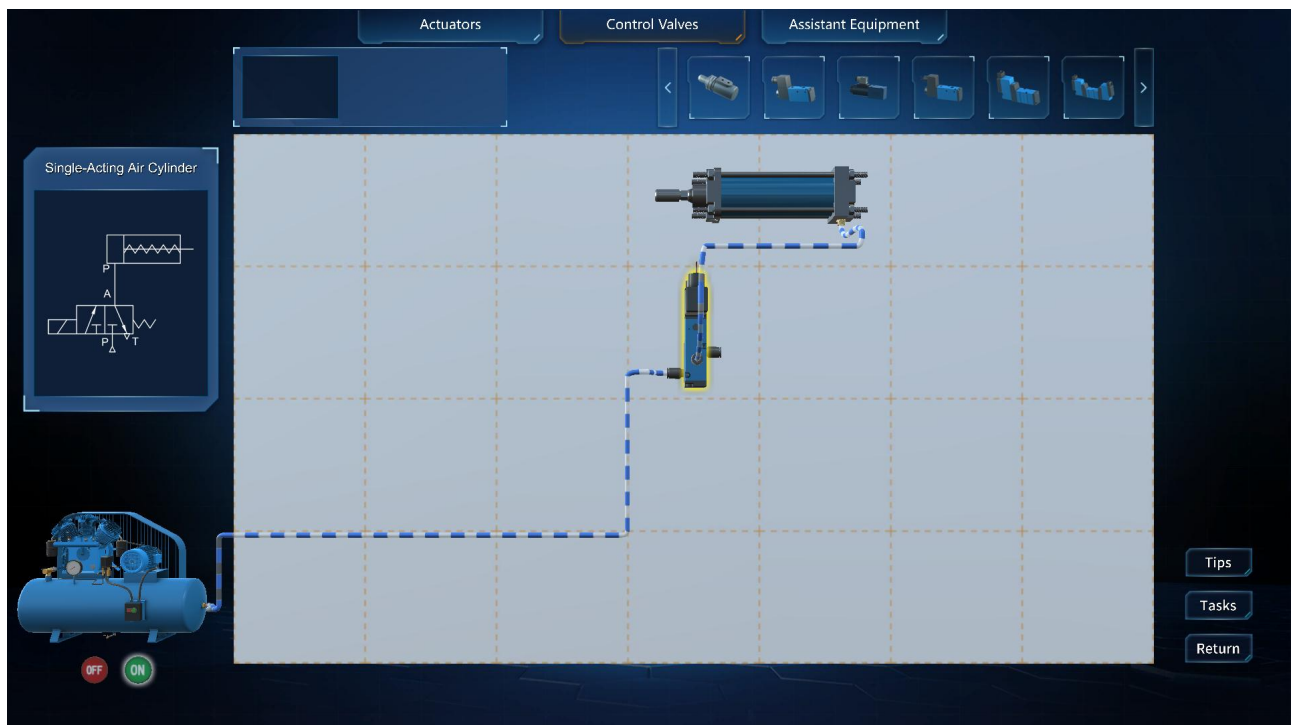 Actuators
Control Valves
Assistant Equipment
Single-Acting Air Cylinder
P
A
P
T
Tips
Tasks
Return
OFF
ON